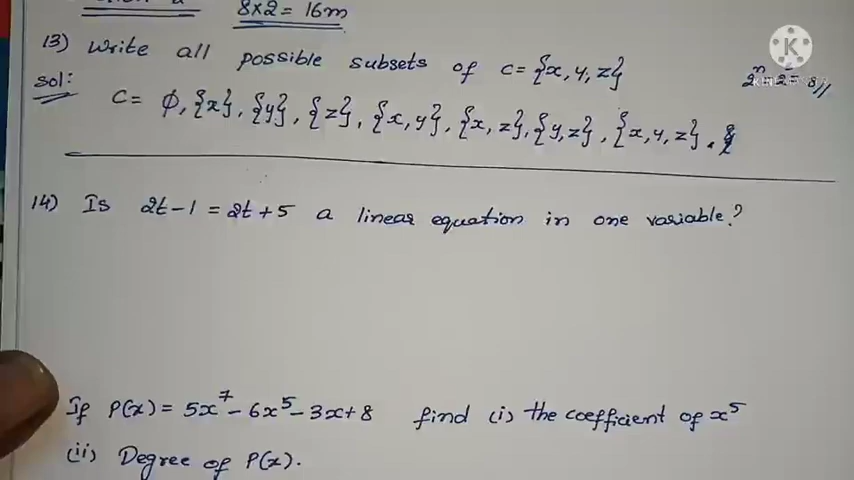 8×2 = 16m
13) Write all possible subsets of C = {x, y, z}
Sol:
C = ϕ, {x}, {y}, {z}, {x, y}, {x, z}, {y, z}, {x, y, z}.
14) Is 2t - 1 = 2t + 5 a linear equation in one variable?
If P(x) = 5x⁷ - 6x⁵ - 3x + 8 find (i) the coefficient of x⁵
(ii) Degree of P(x).